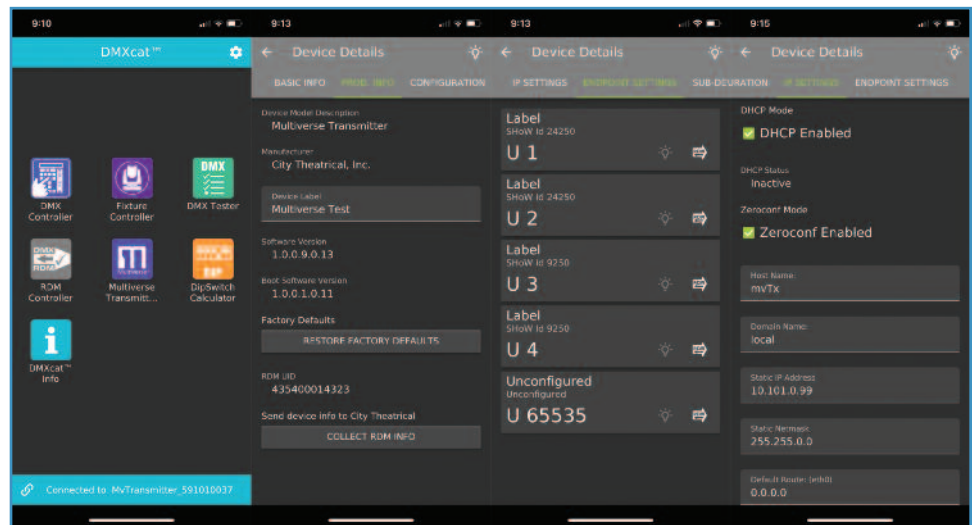 9:10
DMXcat™
DMX
Controller
Fixture
Controller
DMX
DMX Tester
DMX
RDM
RDM
Controller
Multiverse
Transmitt...
DIP
DipSwitch
Calculator
DMXcat™
Info
Connected to MvTransmitter_591010037
9:13
Device Details
BASIC INFO PROD. INFO CONFIGURATION
Device Model Description
Multiverse Transmitter
Manufacturer
City Theatrical, Inc.
Device Label
Multiverse Test
Software Version
1.0.0.9.0.13
Boot Software Version
1.0.0.1.0.11
Factory Defaults
RESTORE FACTORY DEFAULTS
RDM UID
435400014323
Send device info to City Theatrical
COLLECT RDM INFO
9:13
Device Details
IP SETTINGS ENDPOINT SETTINGS SUB-DE
Label
SHoW Id 24250
U 1
Label
SHoW Id 24250
U 2
Label
SHoW Id 9250
U 3
Label
SHoW Id 9250
U 4
Unconfigured
Unconfigured
U 65535
9:15
Device Details
URATION IP SETTINGS ENDPOINT SETTINGS
DHCP Mode
DHCP Enabled
DHCP Status
Inactive
Zeroconf Mode
Zeroconf Enabled
Host Name:
mvTx
Domain Name:
local
Static IP Address
10.101.0.99
Static Netmask
255.255.0.0
Default Router (eth0)
0.0.0.0